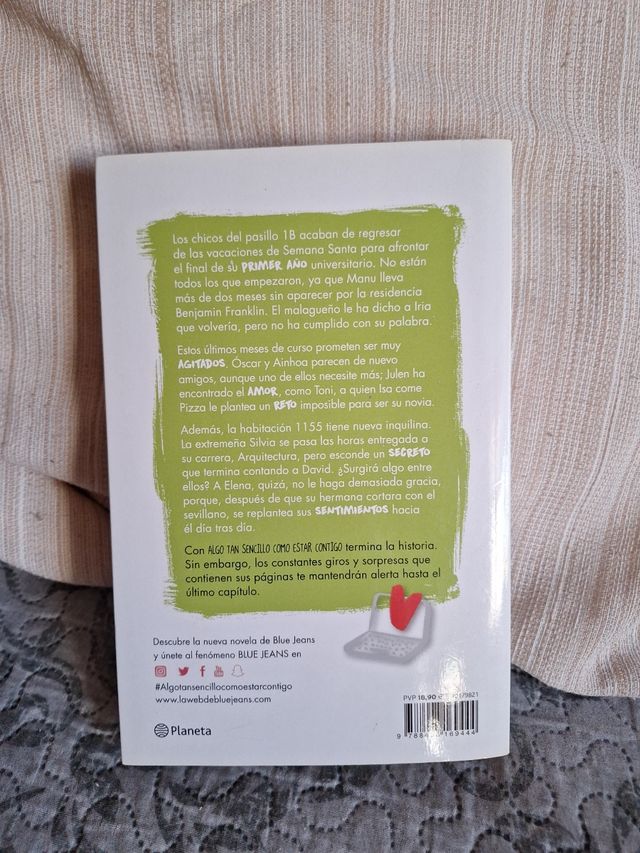 Los chicos del pasillo 1B acaban de regresar
de las vacaciones de Semana Santa para afrontar
el final de su PRIMER AÑO universitario. No están
todos los que empezaron, ya que Manu lleva
más de dos meses sin aparecer por la residencia
Benjamin Franklin. El malagueño le ha dicho a Iria
que volvería, pero no ha cumplido con su palabra.
Estos últimos meses de curso prometen ser muy
AGITADOS. Óscar y Ainhoa parecen de nuevo
amigos, aunque uno de ellos necesite más; Julen ha
encontrado el AMOR, como Toni, a quien Isa come
Pizza le plantea un RETO imposible para ser su novia.
Además, la habitación 1155 tiene nueva inquilina.
La extremeña Silvia se pasa las horas entregada a
su carrera, Arquitectura, pero esconde un SECRETO
que termina contando a David. ¿Surgirá algo entre
ellos? A Elena, quizá, no le haga demasiada gracia,
porque, después de que su hermana cortara con el
sevillano, se replantea sus SENTIMIENTOS hacia
él día tras día.
Con ALGO TAN SENCILLO COMO ESTAR CONTIGO termina la historia.
Sin embargo, los constantes giros y sorpresas que
contienen sus páginas te mantendrán alerta hasta el
último capítulo.
Descubre la nueva novela de Blue Jeans
y únete al fenómeno BLUE JEANS en
#Algotansencillocomoestarcontigo
www.lawebdebluejeans.com
Planeta
PVP 18,90 €